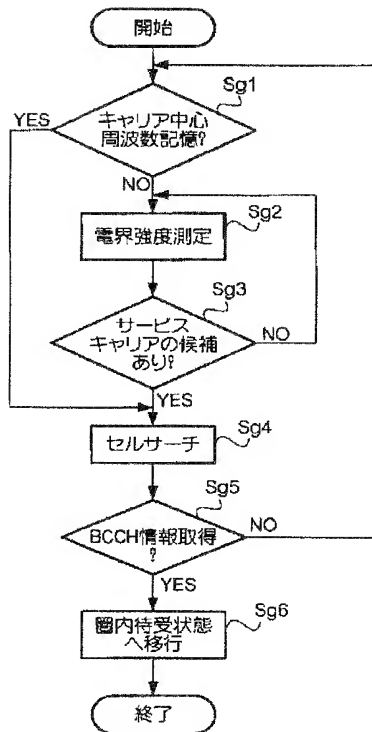 開始
Sg1
キャリア中心
周波数記憶?
YES
NO
Sg2
電界強度測定
Sg3
サービス
キャリアの候補
あり?
NO
YES
セルサーチ
Sg4
Sg5
BCCH情報取得
?
NO
YES
圏内待受状態
へ移行
Sg6
終了